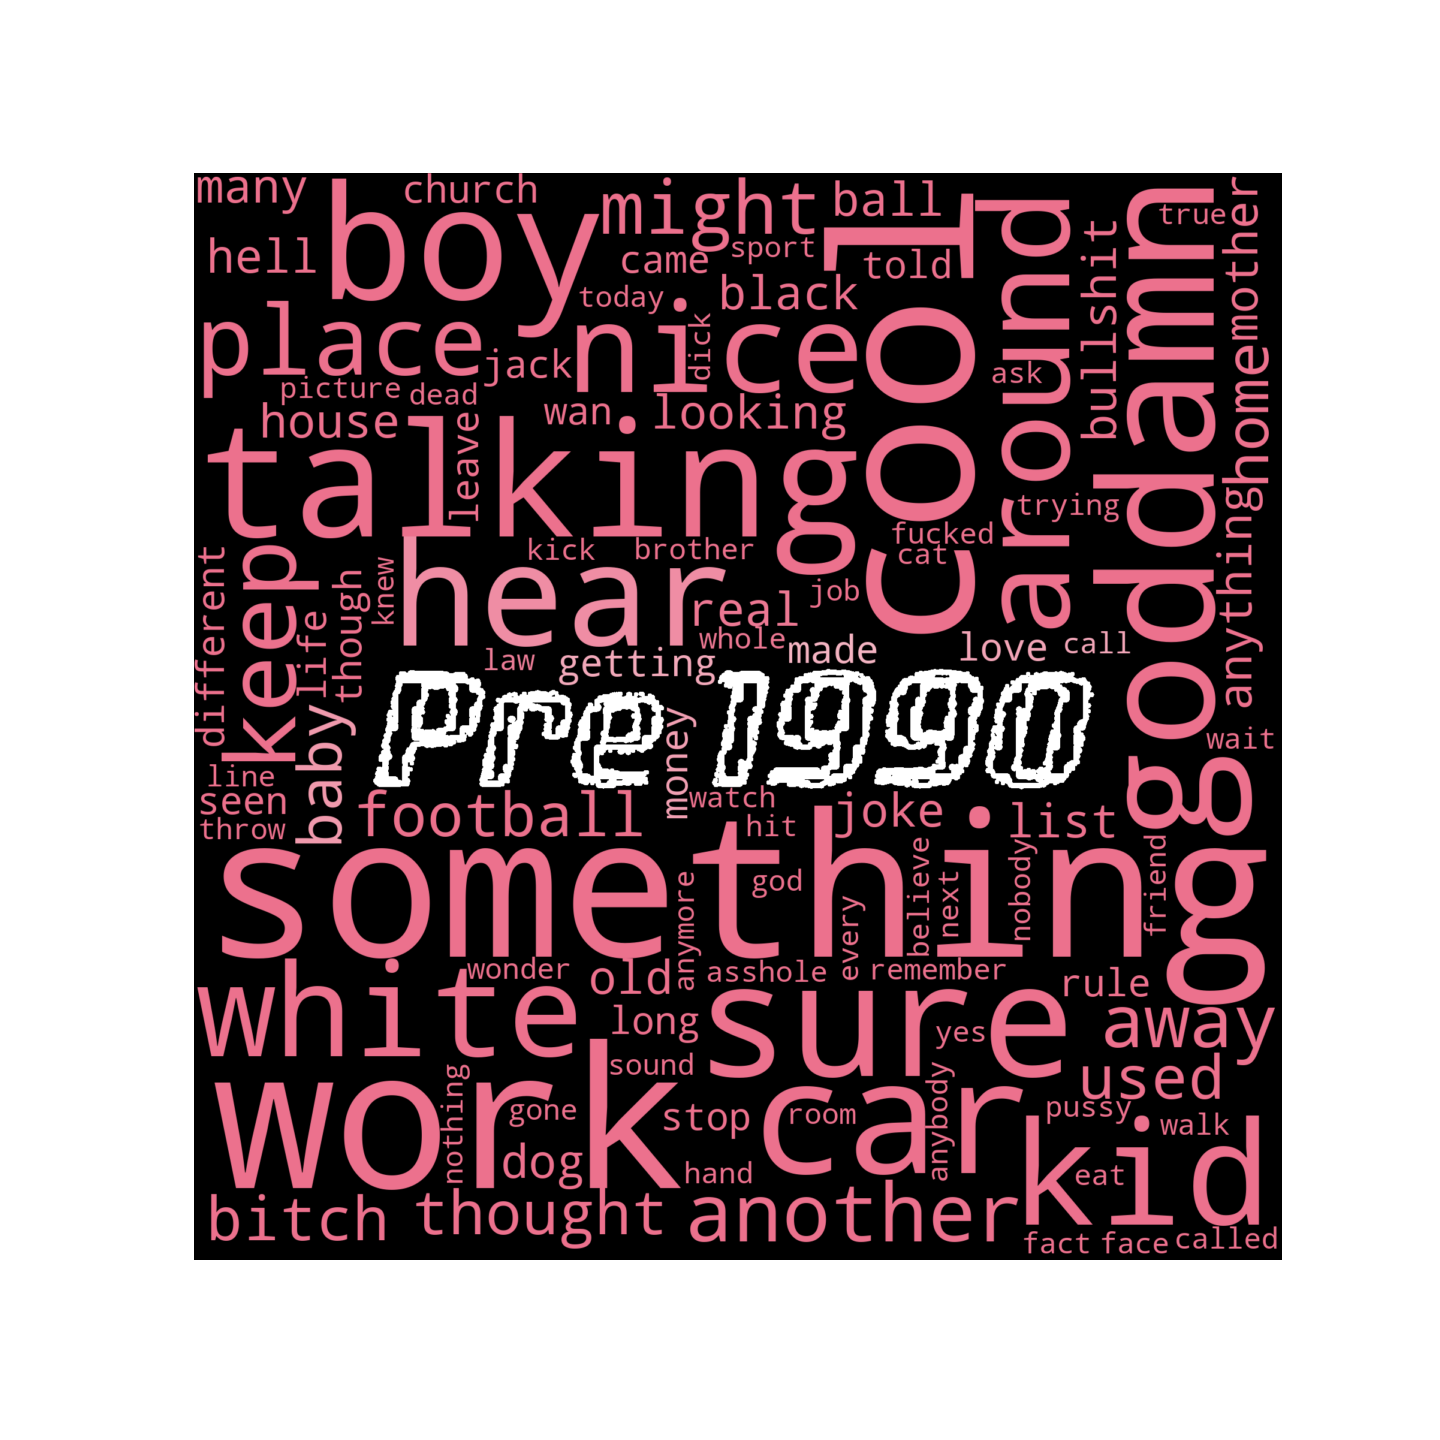 many
church
boy
might
ball
cool
around
goddamn
true
mother
hell
came
sport
told
bullshit
today
black
place
nice
dick
jack
ask
home
picture
dead
house
leave
wan
looking
talking
trying
anything
fucked
cat
kick
brother
hear
keep
different
life
though
knew
real
job
whole
made
love
call
law
getting
Pre 1990
money
baby
wait
line
seen
throw
football
watch
hit
joke
list
something
god
anymore
every
believe
next
nobody
friend
white
wonder
old
asshole
remember
rule
sure
long
yes
away
work
sound
used
nothing
gone
stop
car
room
anybody
pussy
walk
kid
dog
hand
eat
bitch
thought
another
fact
face
called